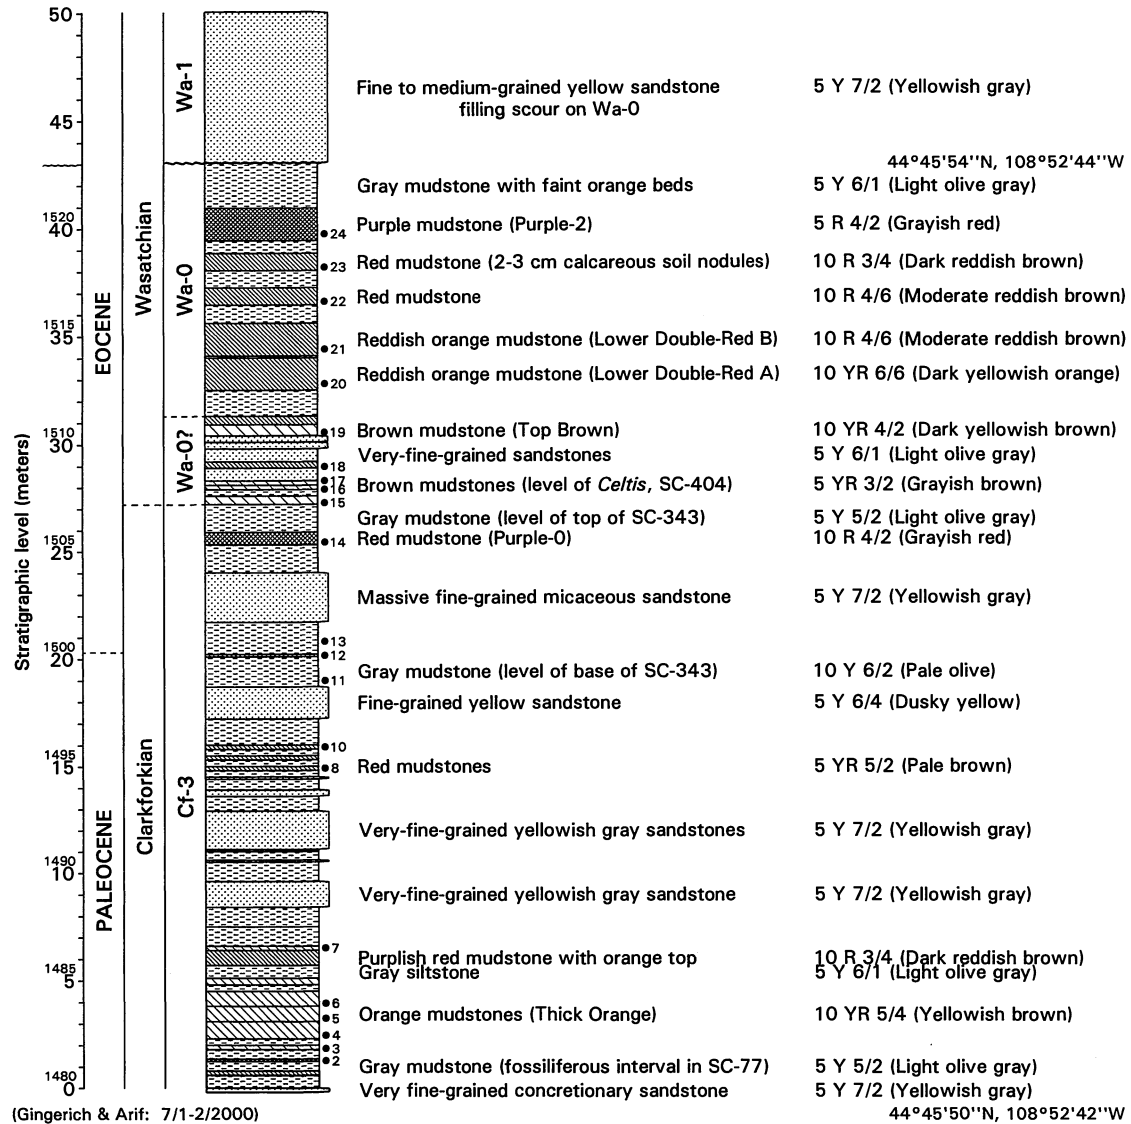 50
Wa-1
Fine to medium-grained yellow sandstone
filling scour on Wa-0
5 Y 7/2 (Yellowish gray)
45
44°45'54''N, 108°52'44''W
Gray mudstone with faint orange beds
5 Y 6/1 (Light olive gray)
1520
40
24
Purple mudstone (Purple-2)
5 R 4/2 (Grayish red)
Wasatchian
Wa-0
23
Red mudstone (2-3 cm calcareous soil nodules)
10 R 3/4 (Dark reddish brown)
22
Red mudstone
10 R 4/6 (Moderate reddish brown)
EOCENE
1515
35
21
Reddish orange mudstone (Lower Double-Red B)
10 R 4/6 (Moderate reddish brown)
20
Reddish orange mudstone (Lower Double-Red A)
10 YR 6/6 (Dark yellowish orange)
1510
30
19
Brown mudstone (Top Brown)
10 YR 4/2 (Dark yellowish brown)
Wa-0?
Very-fine-grained sandstones
5 Y 6/1 (Light olive gray)
18
17
16
Brown mudstones (level of Celtis, SC-404)
5 YR 3/2 (Grayish brown)
15
Gray mudstone (level of top of SC-343)
5 Y 5/2 (Light olive gray)
1505
25
14
Red mudstone (Purple-0)
10 R 4/2 (Grayish red)
Stratigraphic level (meters)
Massive fine-grained micaceous sandstone
5 Y 7/2 (Yellowish gray)
1500
20
13
12
11
Gray mudstone (level of base of SC-343)
10 Y 6/2 (Pale olive)
Fine-grained yellow sandstone
5 Y 6/4 (Dusky yellow)
10
1495
15
8
Red mudstones
5 YR 5/2 (Pale brown)
Clarkforkian
Cf-3
Very-fine-grained yellowish gray sandstones
5 Y 7/2 (Yellowish gray)
1490
10
PALEOCENE
Very-fine-grained yellowish gray sandstone
5 Y 7/2 (Yellowish gray)
7
Purplish red mudstone with orange top
10 R 3/4 (Dark reddish brown)
1485
5
Gray siltstone
5 Y 6/1 (Light olive gray)
6
5
Orange mudstones (Thick Orange)
10 YR 5/4 (Yellowish brown)
4
3
2
Gray mudstone (fossiliferous interval in SC-77)
5 Y 5/2 (Light olive gray)
1480
0
Very fine-grained concretionary sandstone
5 Y 7/2 (Yellowish gray)
(Gingerich & Arif: 7/1-2/2000)
44°45'50''N, 108°52'42''W